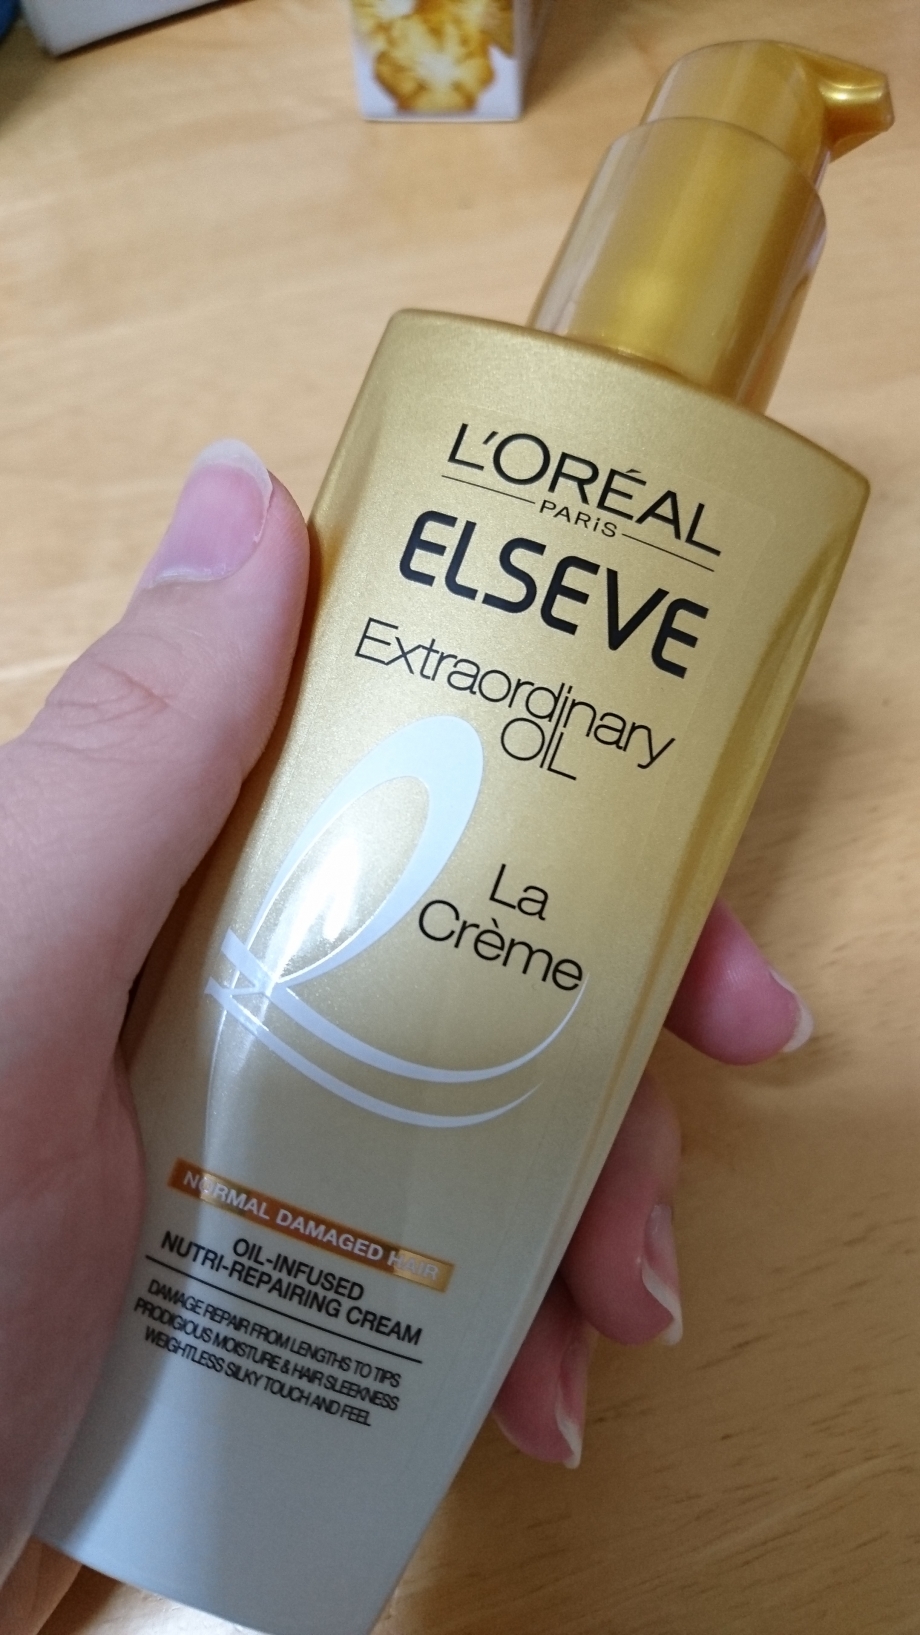 L'ORÉAL
PARiS
ELSEVE
Extraordinary
OIL
La
Crème
NORMAL DAMAGED HAIR
OIL-INFUSED
NUTRI-REPAIRING CREAM
DAMAGE REPAIR FROM LENGTHS TO TIPS
PRODIGIOUS MOISTURE & HAIR SLEEKNESS
WEIGHTLESS SILKY TOUCH AND FEEL